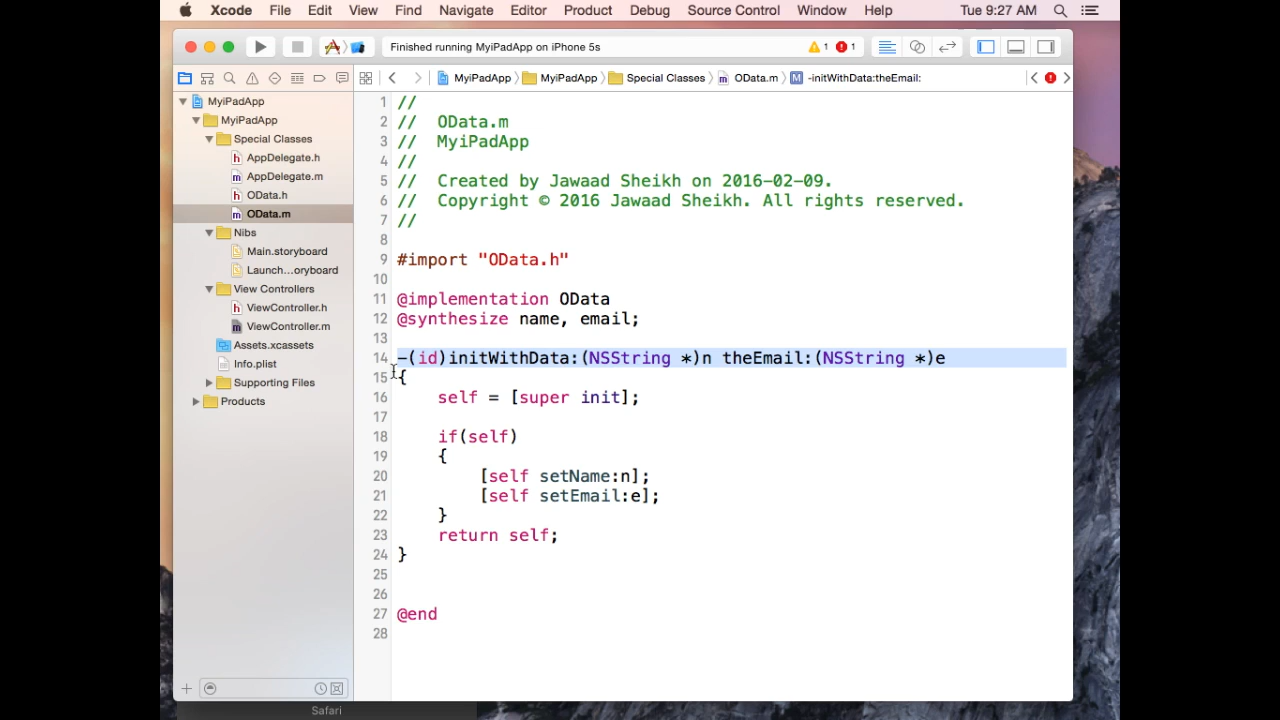 Xcode File Edit View Find Navigate Editor Product Debug Source Control Window Help Tue 9:27 AM
Finished running MyiPadApp on iPhone 5s 1 1
MyiPadApp MyiPadApp Special Classes m OData.m M -initWithData:theEmail:
MyiPadApp
MyiPadApp
Special Classes
h AppDelegate.h
m AppDelegate.m
h OData.h
m OData.m
Nibs
Main.storyboard
Launch...oryboard
View Controllers
h ViewController.h
m ViewController.m
Assets.xcassets
Info.plist
Supporting Files
Products
1 //
2 // OData.m
3 // MyiPadApp
4 //
5 // Created by Jawaad Sheikh on 2016-02-09.
6 // Copyright © 2016 Jawaad Sheikh. All rights reserved.
7 //
8
9 #import "OData.h"
10
11 @implementation OData
12 @synthesize name, email;
13
14 -(id)initWithData:(NSString *)n theEmail:(NSString *)e
15 {
16 self = [super init];
17
18 if(self)
19 {
20 [self setName:n];
21 [self setEmail:e];
22 }
23 return self;
24 }
25
26
27 @end
28
Safari